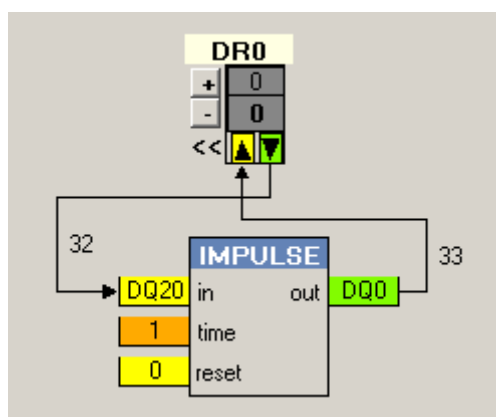 DR0
+ 0
- 0
<<
32
IMPULSE
33
DQ20 in out DQ0
1 time
0 reset